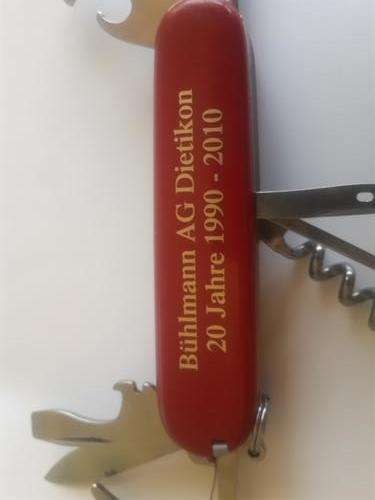 Bühlmann AG Dietikon
20 Jahre 1990 - 2010